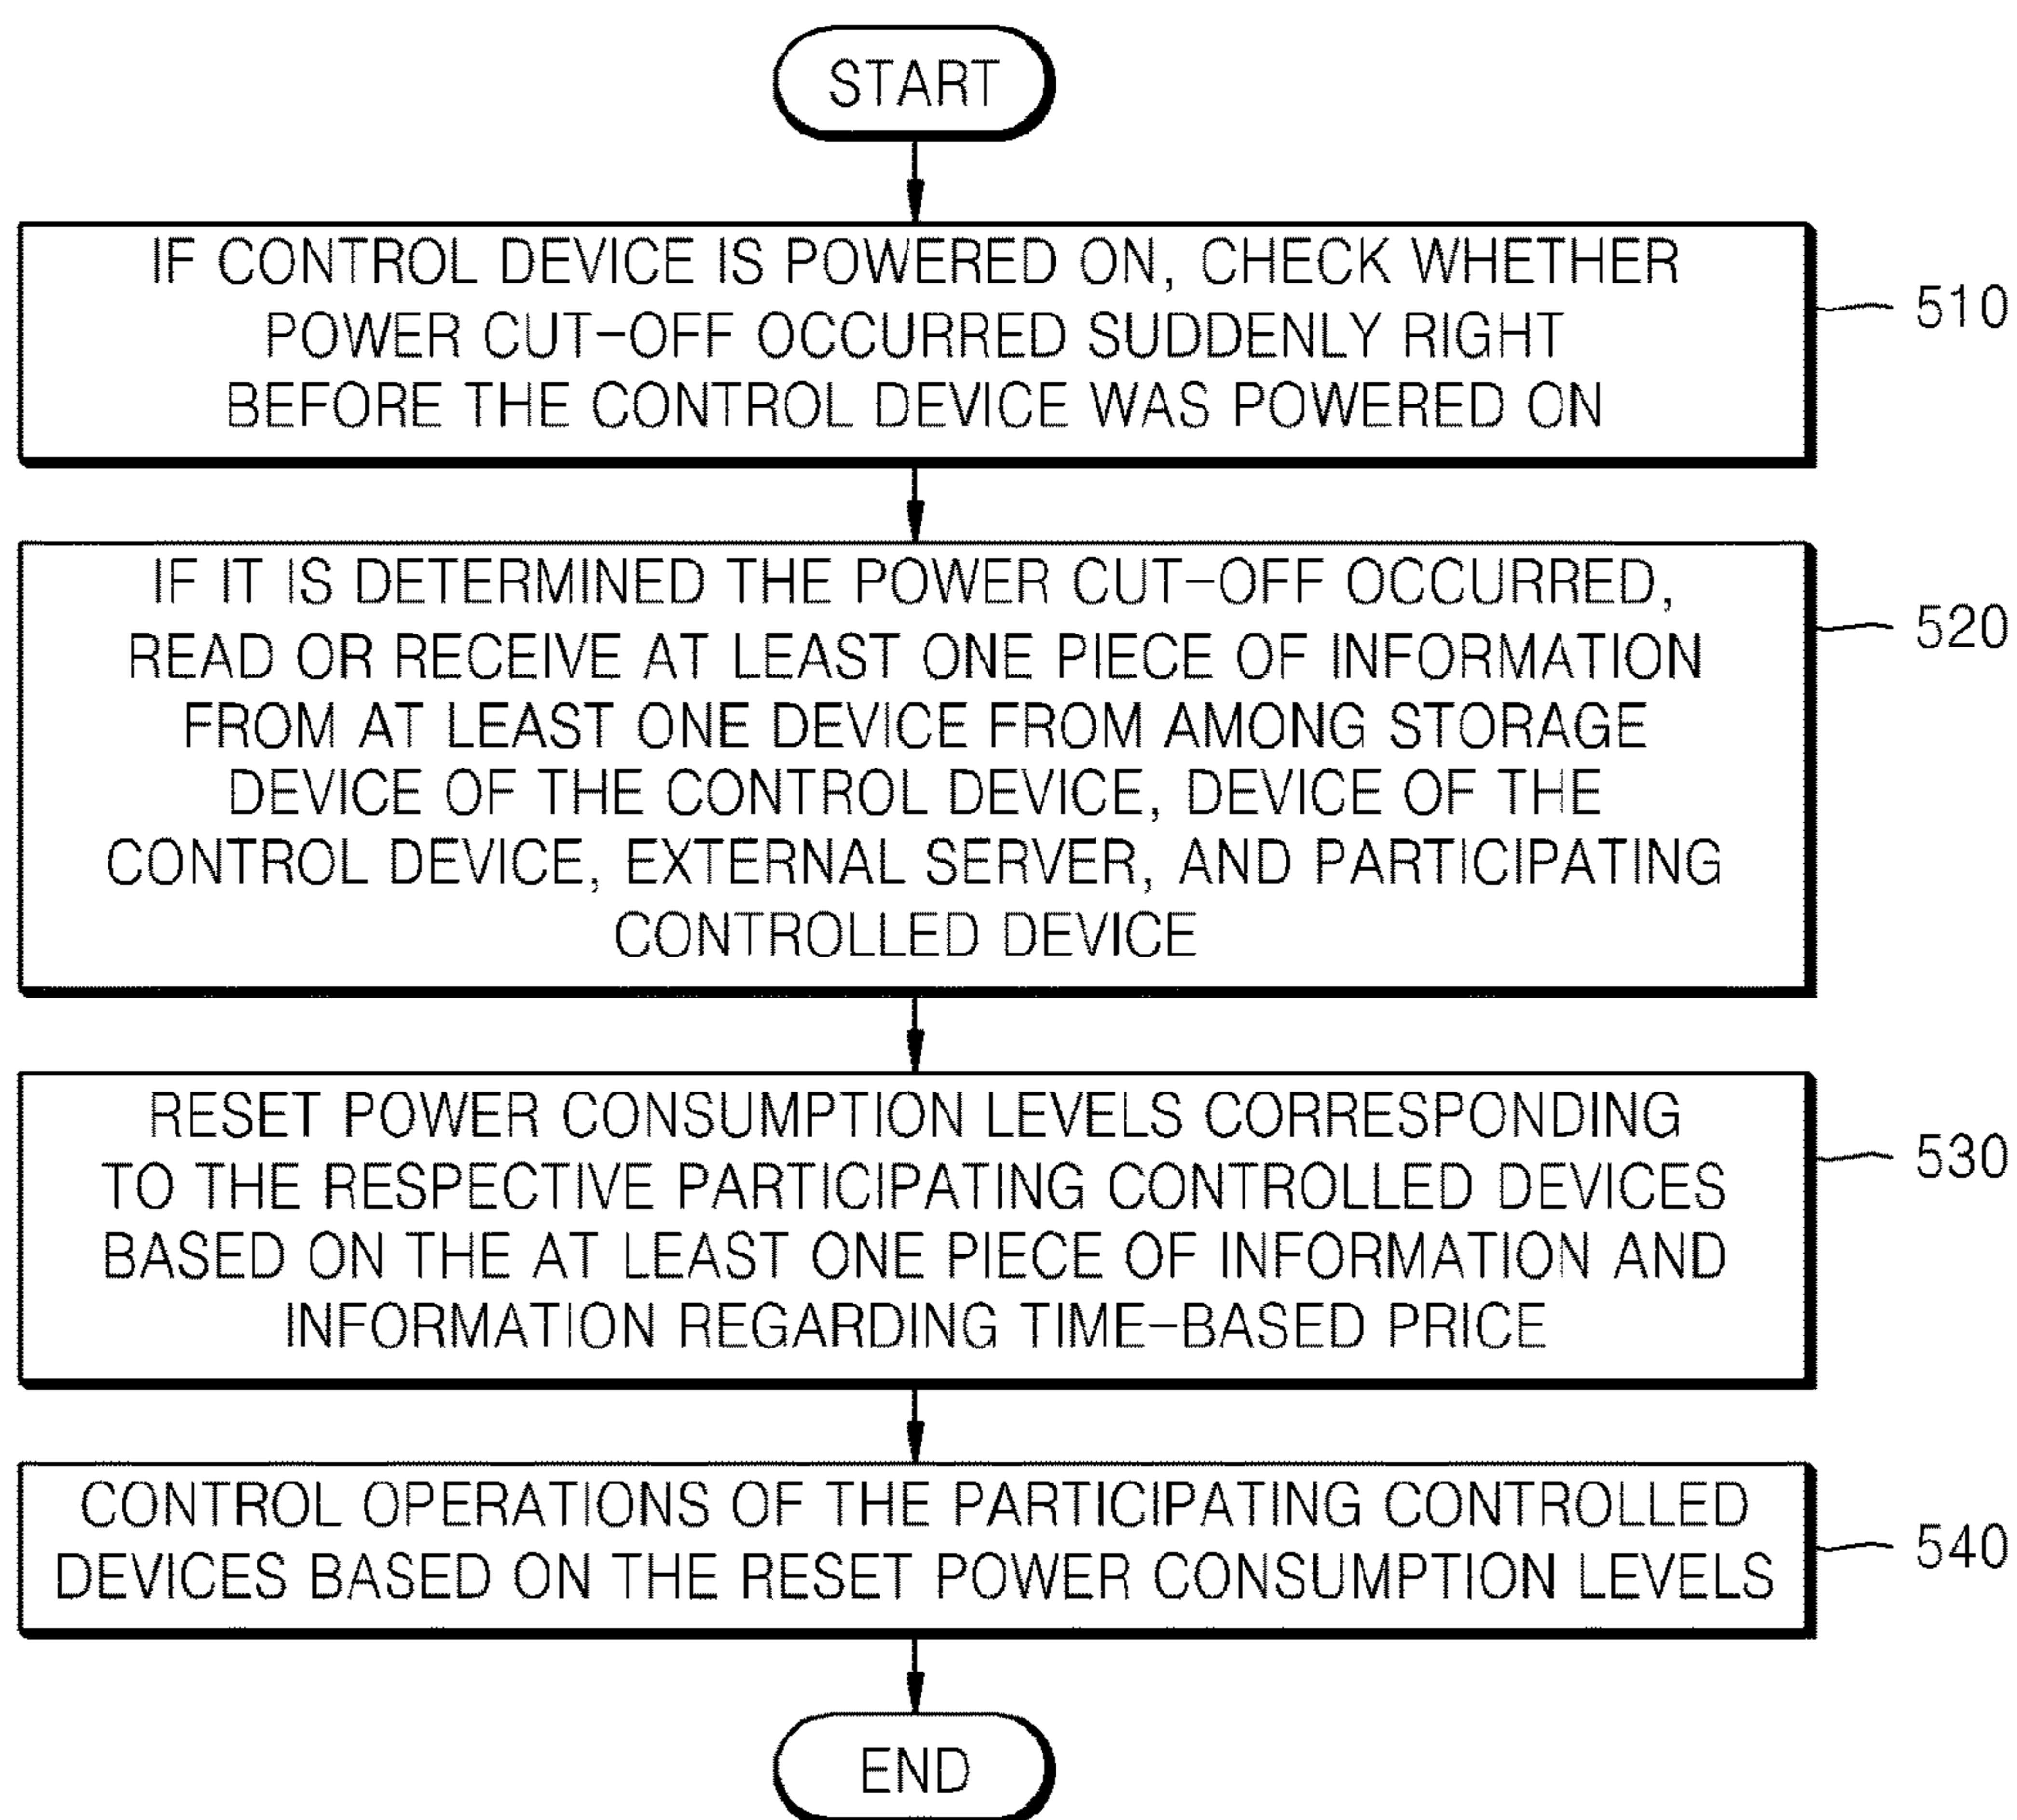 START
IF CONTROL DEVICE IS POWERED ON, CHECK WHETHER
POWER CUT-OFF OCCURRED SUDDENLY RIGHT
BEFORE THE CONTROL DEVICE WAS POWERED ON
510
IF IT IS DETERMINED THE POWER CUT-OFF OCCURRED,
READ OR RECEIVE AT LEAST ONE PIECE OF INFORMATION
FROM AT LEAST ONE DEVICE FROM AMONG STORAGE
DEVICE OF THE CONTROL DEVICE, DEVICE OF THE
CONTROL DEVICE, EXTERNAL SERVER, AND PARTICIPATING
CONTROLLED DEVICE
520
RESET POWER CONSUMPTION LEVELS CORRESPONDING
TO THE RESPECTIVE PARTICIPATING CONTROLLED DEVICES
BASED ON THE AT LEAST ONE PIECE OF INFORMATION AND
INFORMATION REGARDING TIME-BASED PRICE
530
CONTROL OPERATIONS OF THE PARTICIPATING CONTROLLED
DEVICES BASED ON THE RESET POWER CONSUMPTION LEVELS
540
END